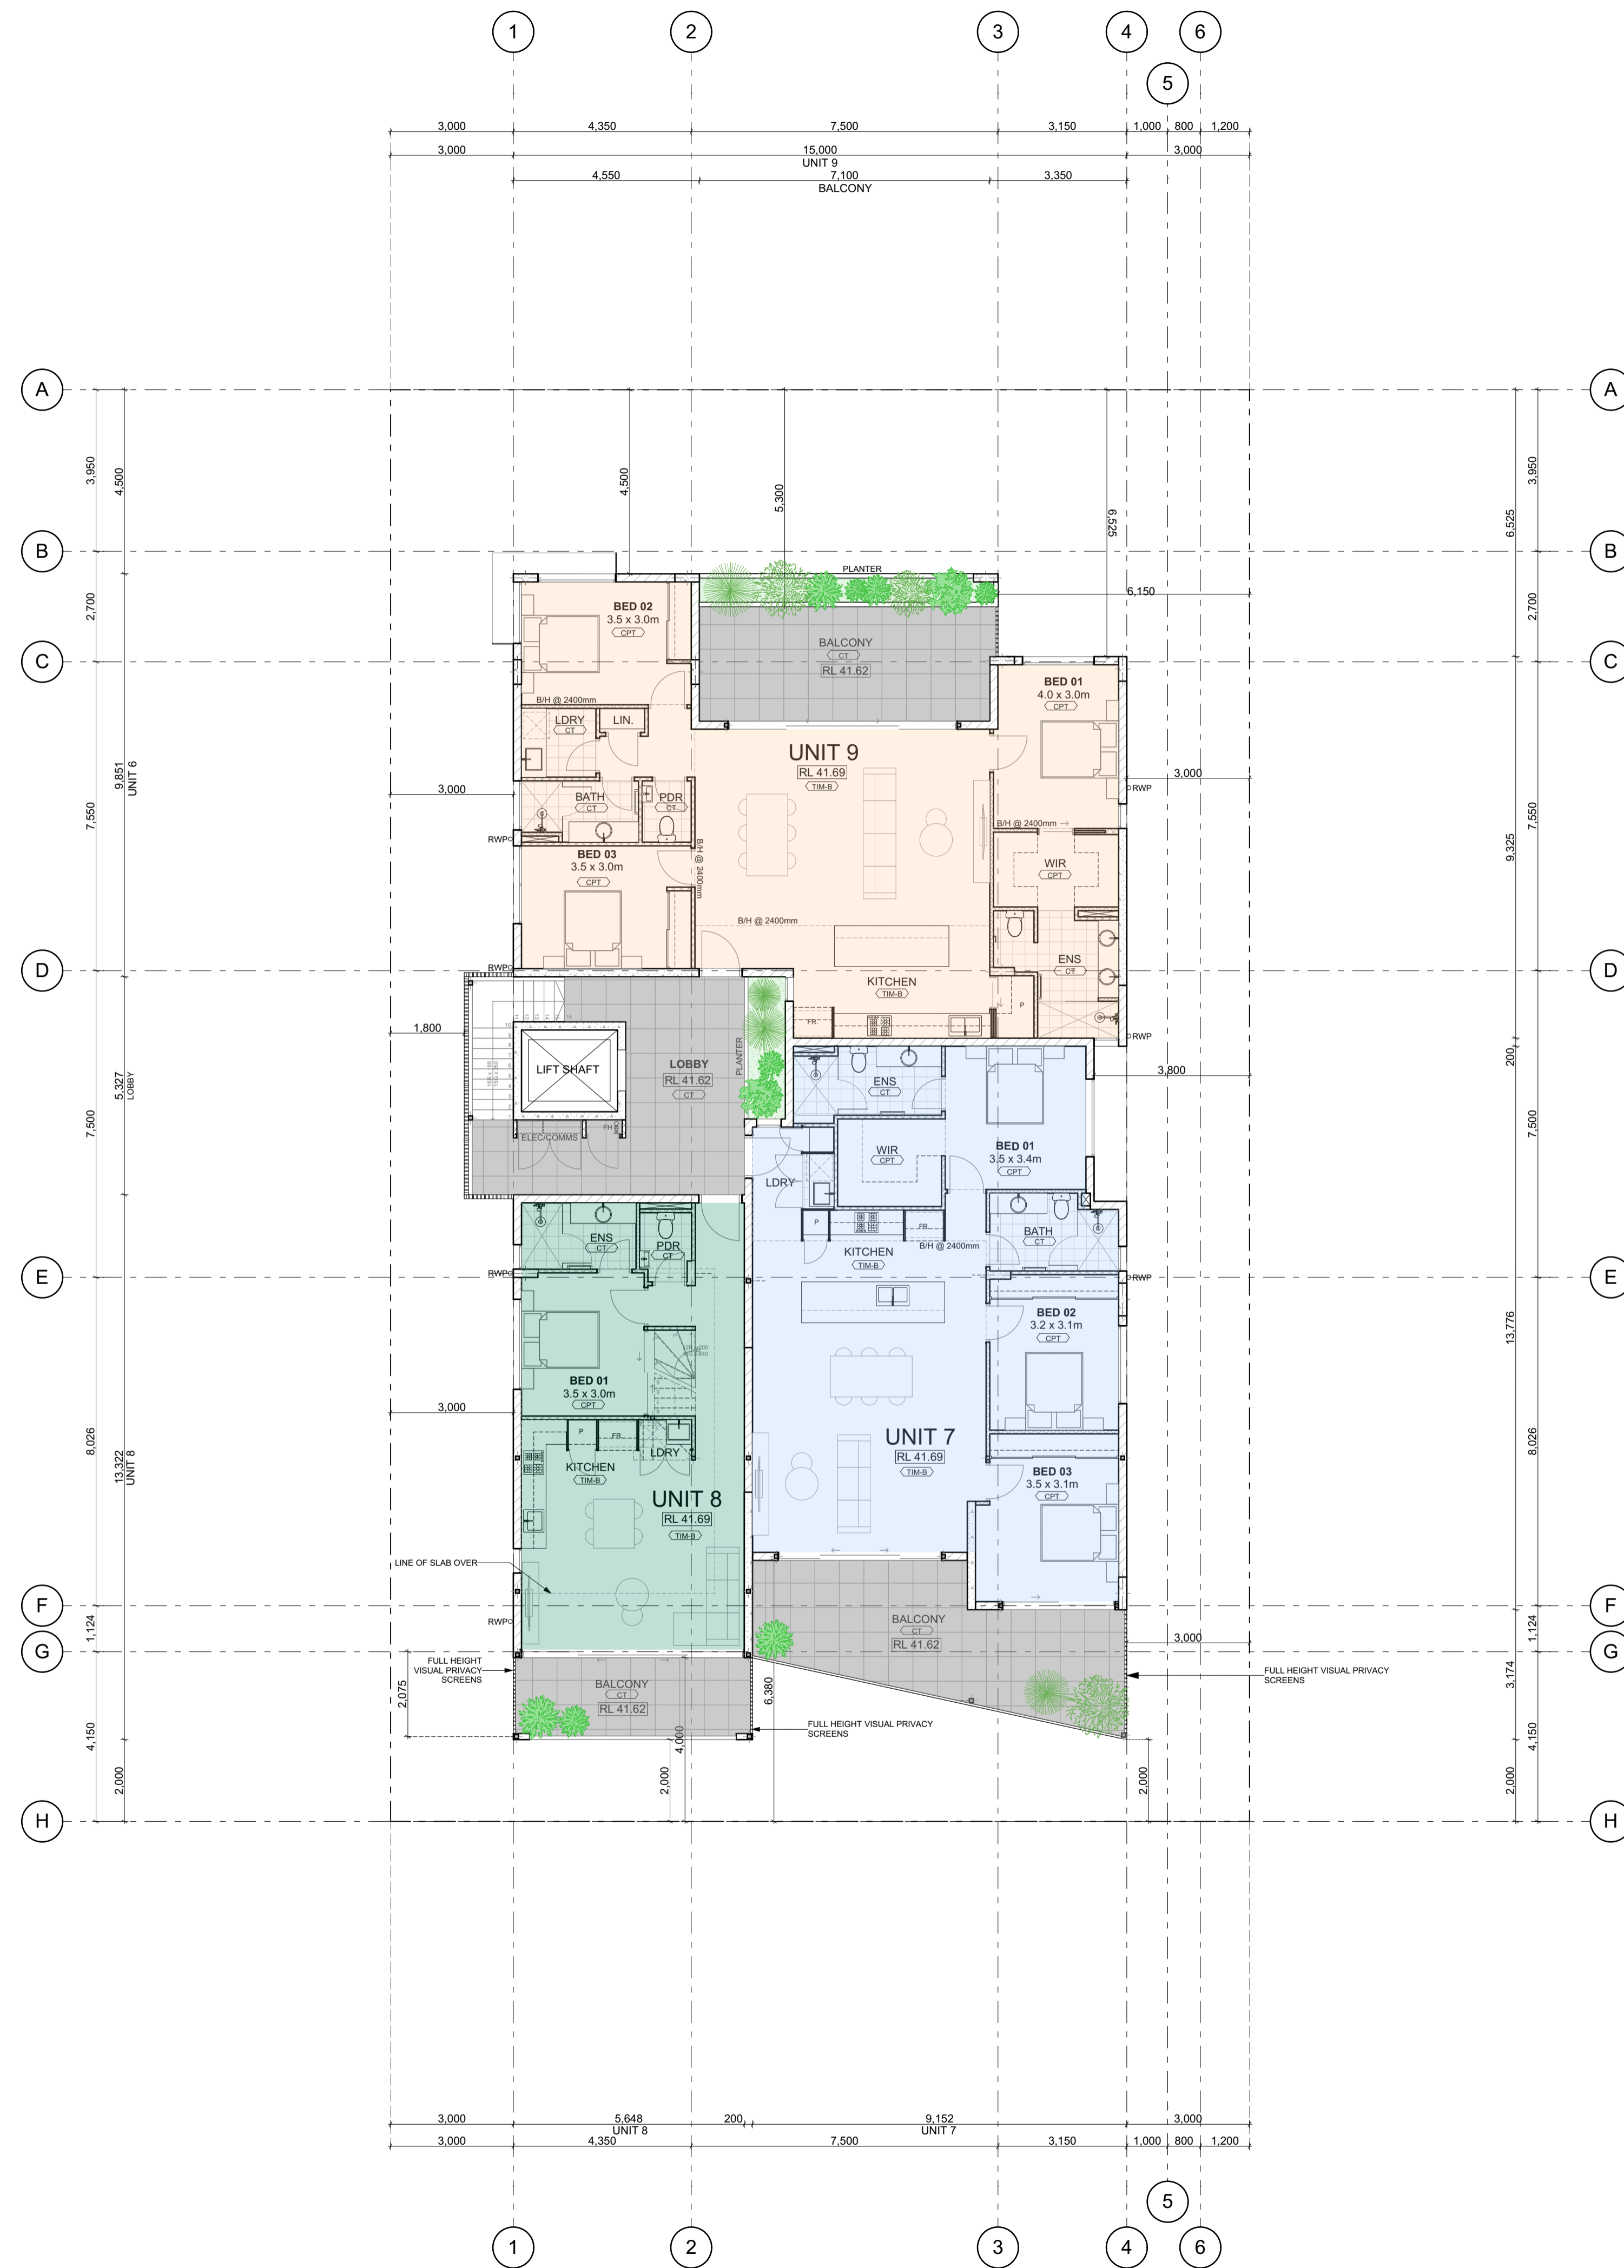 1
2
3
4
6
5
3,000
4,350
7,500
3,150
1,000
800
1,200
3,000
15,000
3,000
UNIT 9
4,550
7,100
3,350
BALCONY
A
A
3,950
4,500
4,500
5,300
6,525
6,525
3,950
B
B
PLANTER
6,150
2,700
BED 02
3.5 x 3.0m
CPT
2,700
BALCONY
CT
RL 41.62
C
C
BED 01
4.0 x 3.0m
CPT
B/H @ 2400mm
LDRY
CT
LIN.
UNIT 9
RL 41.69
TIM-B
9,851
UNIT 6
7,550
3,000
3,000
RWP
BATH
CT
PDR
CT
RWP
B/H @ 2400mm
B/H @ 2400mm
7,550
9,325
BED 03
3.5 x 3.0m
CPT
WIR
CPT
B/H @ 2400mm
ENS
CT
D
RWP
D
KITCHEN
TIM-B
P
FR.
1,800
RWP
200
LIFT SHAFT
LOBBY
RL 41.62
CT
PLANTER
3,800
5,327
LOBBY
7,500
ENS
CT
7,500
FH
ELEC/COMMS
WIR
CPT
BED 01
3.5 x 3.4m
CPT
LDRY
P
FR.
BATH
CT
B/H @ 2400mm
ENS
CT
PDR
CT
KITCHEN
TIM-B
E
RWP
RWP
E
BED 02
3.2 x 3.1m
CPT
13,776
BED 01
3.5 x 3.0m
CPT
3,000
P
FR.
LDRY
KITCHEN
TIM-B
UNIT 7
RL 41.69
TIM-B
8,026
13,322
UNIT 8
8,026
BED 03
3.5 x 3.1m
CPT
UNIT 8
RL 41.69
TIM-B
LINE OF SLAB OVER
F
F
RWP
1,124
BALCONY
CT
RL 41.62
1,124
3,000
G
G
FULL HEIGHT
VISUAL PRIVACY
SCREENS
FULL HEIGHT VISUAL PRIVACY
SCREENS
2,075
BALCONY
CT
RL 41.62
6,380
3,174
FULL HEIGHT VISUAL PRIVACY
SCREENS
4,150
4,000
4,150
2,000
2,000
2,000
2,000
H
H
3,000
5,648
200
9,152
3,000
UNIT 8
UNIT 7
3,000
4,350
7,500
3,150
1,000
800
1,200
5
1
2
3
4
6